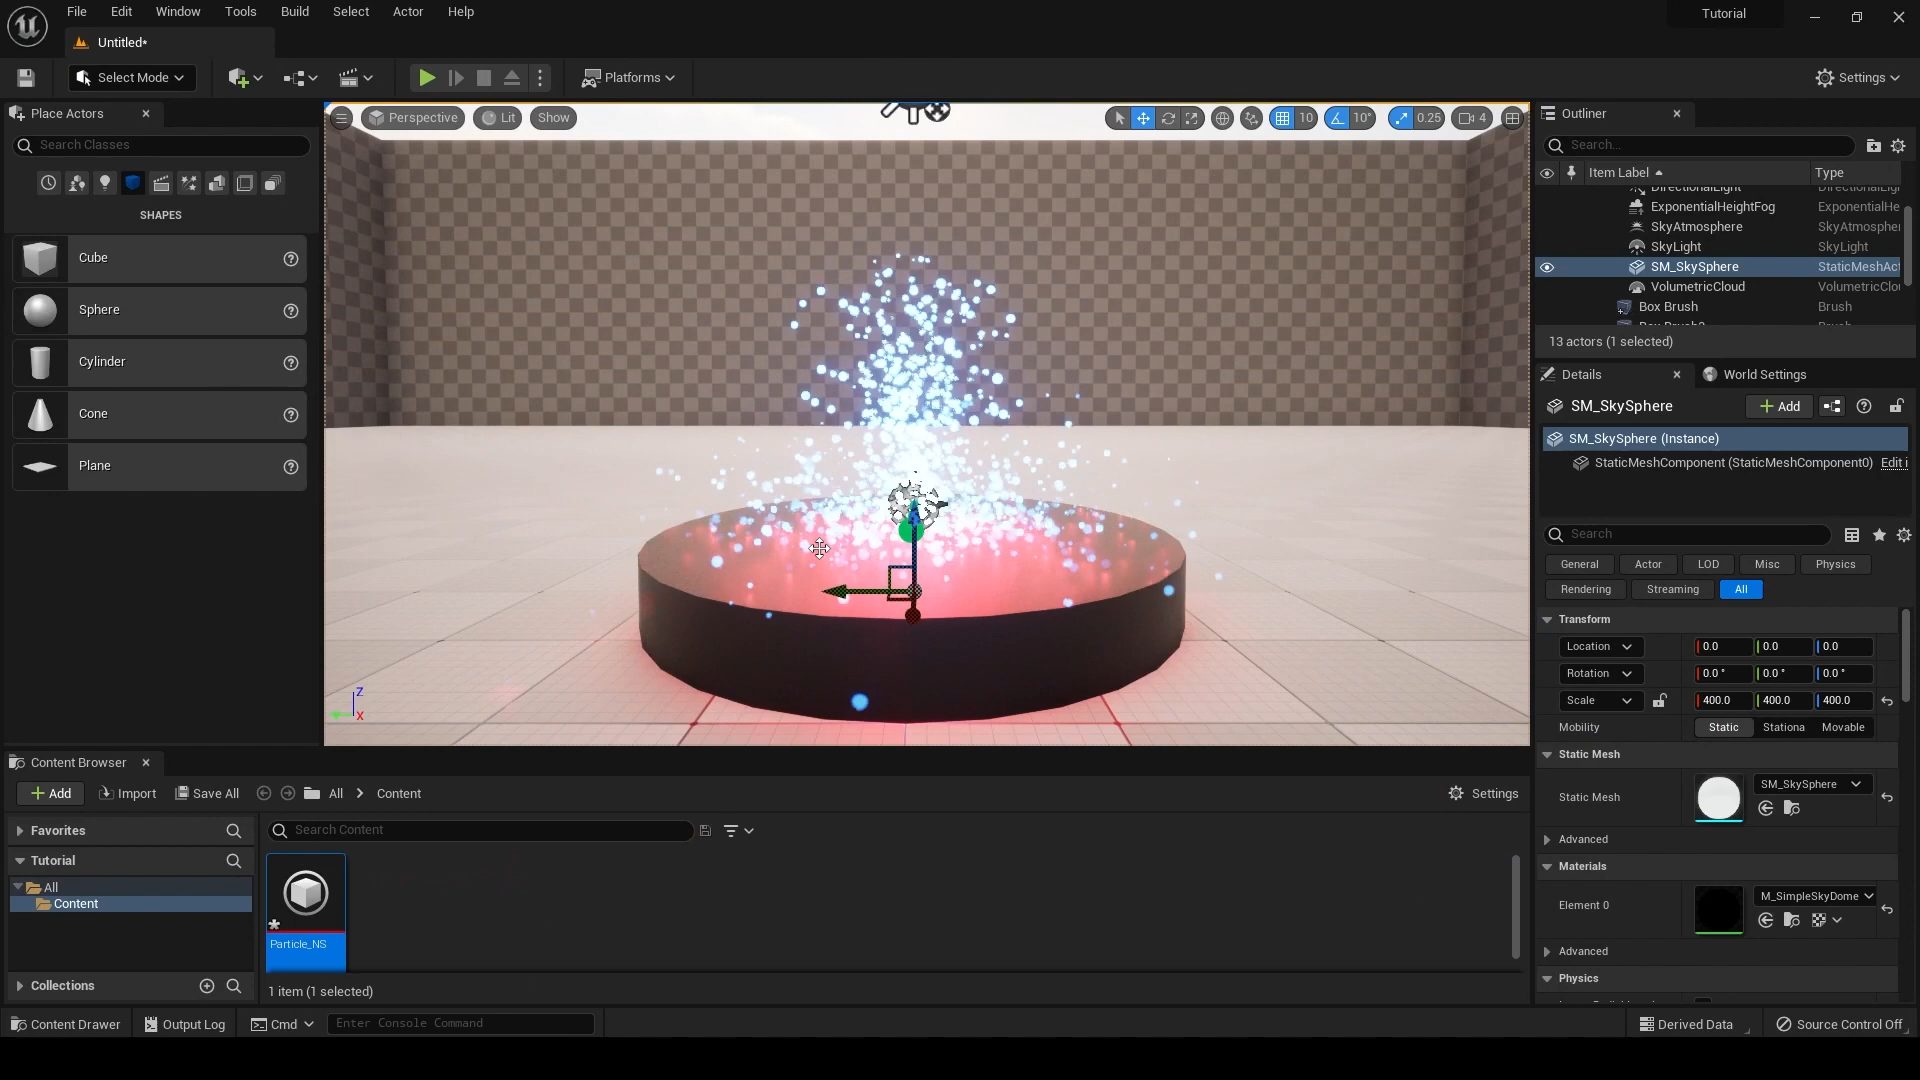 File Edit Window Tools Build Select Actor Help
Tutorial
Untitled*
Select Mode
Platforms
Settings
Place Actors
Search Classes
SHAPES
Cube
Sphere
Cylinder
Cone
Plane
Perspective Lit Show
10 10° 0.25 4
Z
X
Outliner
Search...
Item Label Type
DirectionalLight DirectionalLigh
ExponentialHeightFog ExponentialHe
SkyAtmosphere SkyAtmospher
SkyLight SkyLight
SM_SkySphere StaticMeshAct
VolumetricCloud VolumetricClou
Box Brush Brush
13 actors (1 selected)
Details World Settings
SM_SkySphere + Add
SM_SkySphere (Instance)
StaticMeshComponent (StaticMeshComponent0) Edit i
Search
General Actor LOD Misc Physics
Rendering Streaming All
Transform
Location 0.0 0.0 0.0
Rotation 0.0 ° 0.0 ° 0.0 °
Scale 400.0 400.0 400.0
Mobility Static Stationa Movable
Static Mesh
Static Mesh SM_SkySphere
Advanced
Materials
Element 0 M_SimpleSkyDome
Advanced
Physics
Content Browser
+ Add Import Save All All > Content Settings
Favorites
Search Content
Tutorial
All
Content
Collections
Particle_NS
1 item (1 selected)
Content Drawer Output Log Cmd Enter Console Command
Derived Data Source Control Off